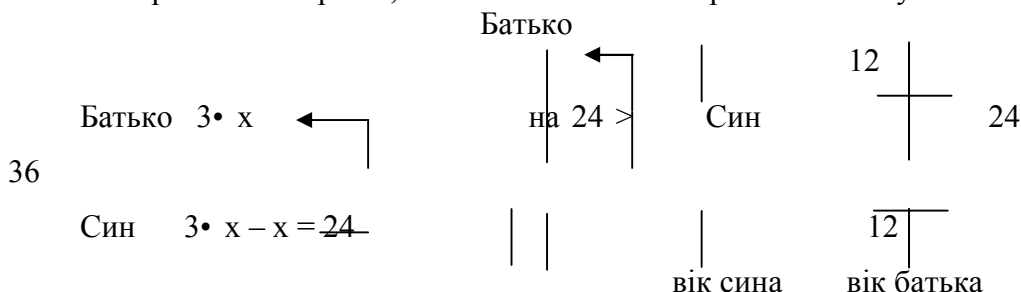 Батько
12
Батько 3• х на 24 > Син 24
36
Син 3• х – х = 24 12
вік сина вік батька